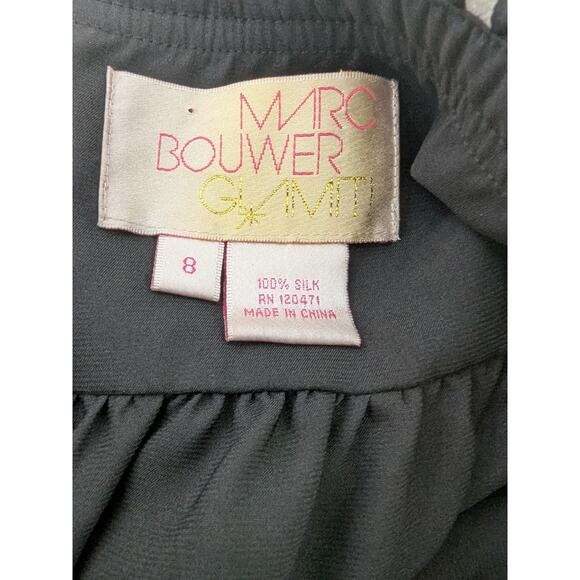 MARC
BOUWER
GLAMIT!
8
100% SILK
RN 120471
MADE IN CHINA